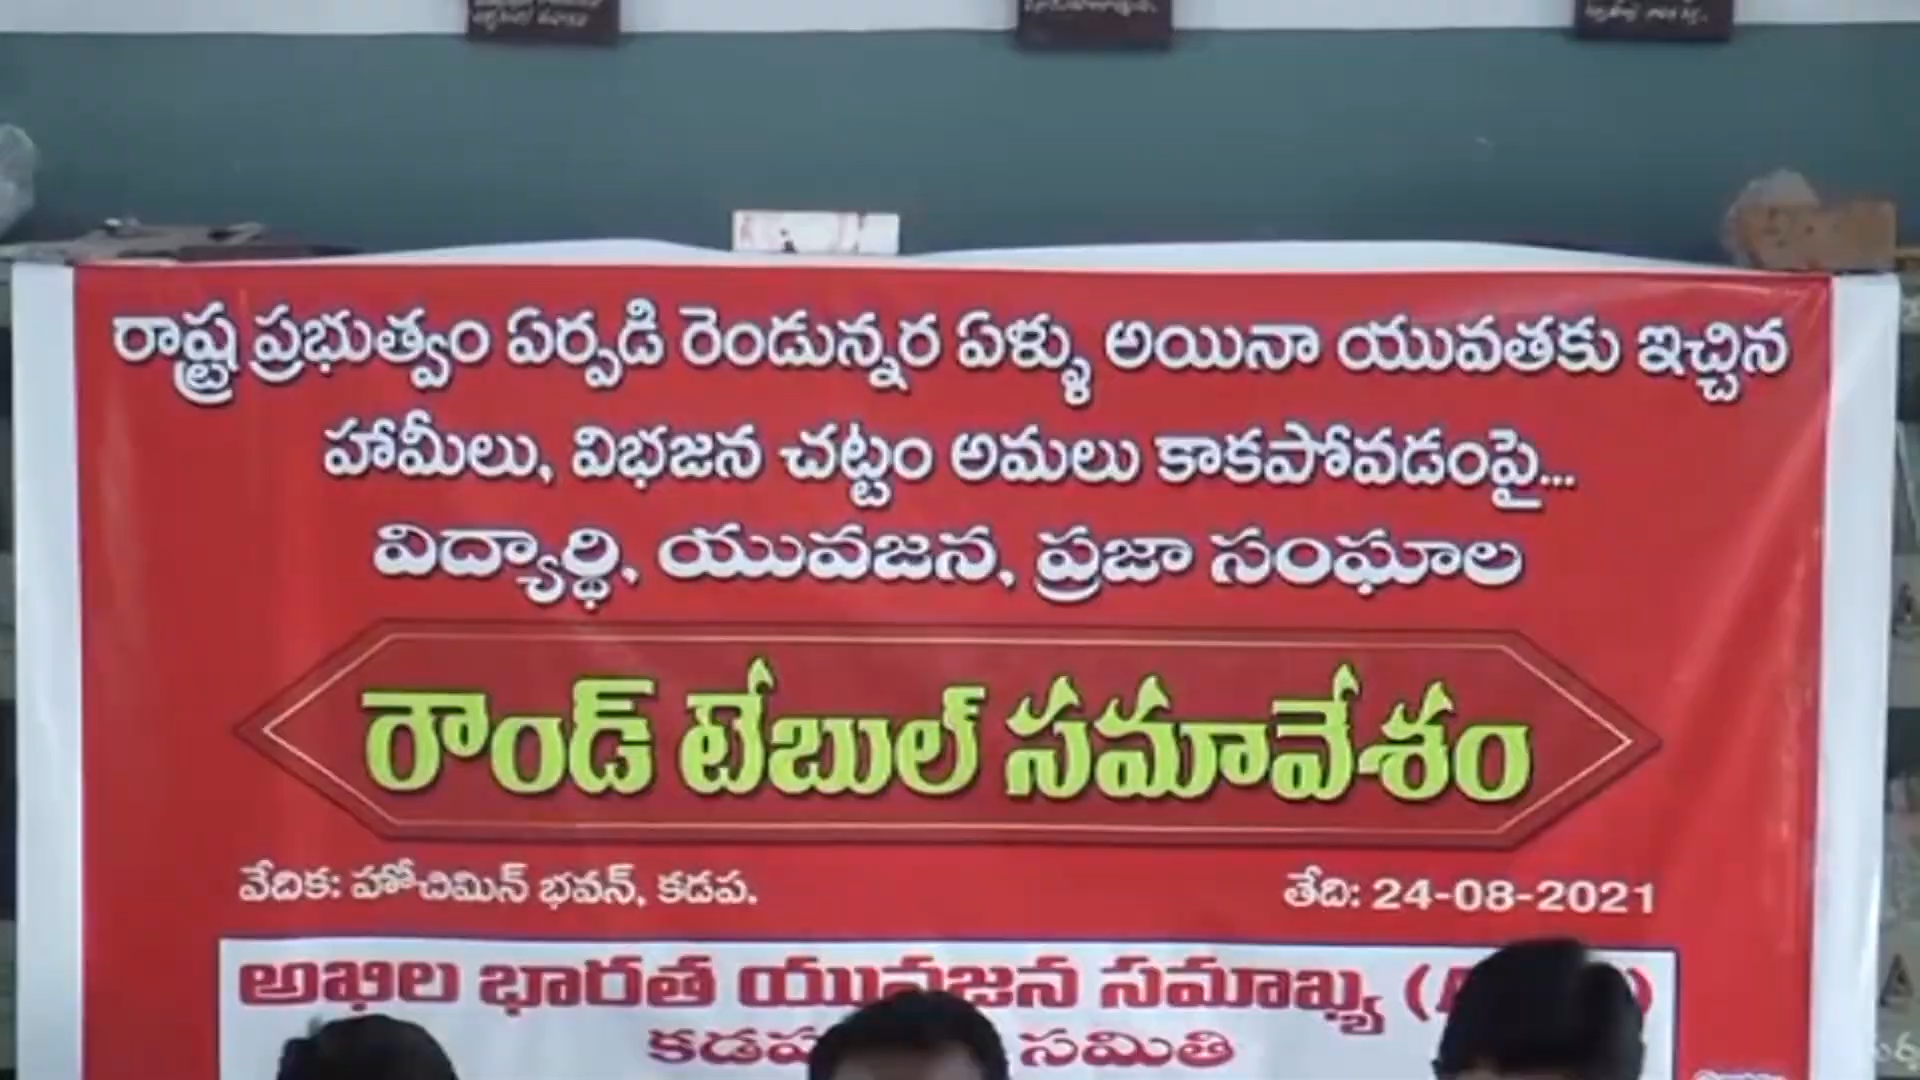 రాష్ట్ర ప్రభుత్వం ఏర్పడి రెండున్నర ఏళ్ళు అయినా యువతకు ఇచ్చిన
హామీలు, విభజన చట్టం అమలు కాకపోవడంపై...
విద్యార్థి, యువజన, ప్రజా సంఘాల
రౌండ్ టేబుల్ సమావేశం
వేదిక: హోచిమిన్ భవన్, కడప.
తేది: 24-08-2021
అఖిల భారత యువజన సమాఖ్య
సమితి